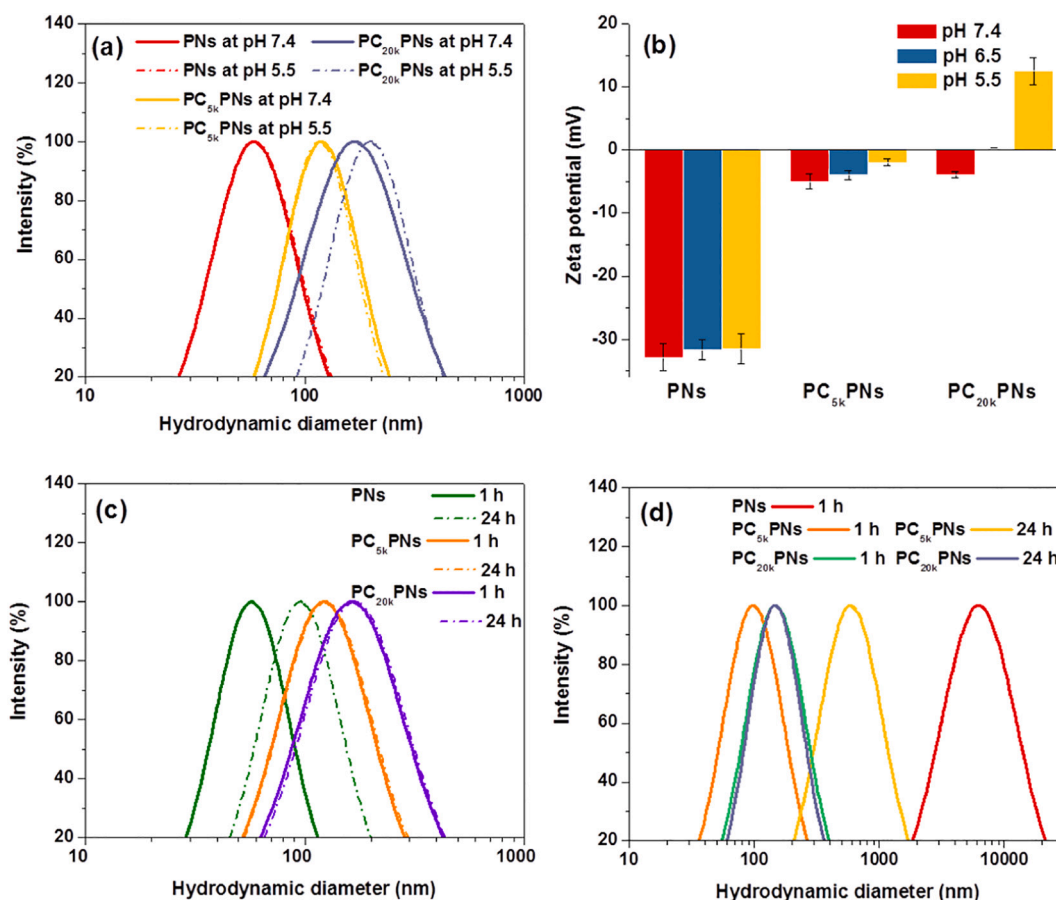 (a)
PNs at pH 7.4
PC20kPNs at pH 7.4
PNs at pH 5.5
PC20kPNs at pH 5.5
PC5kPNs at pH 7.4
PC5kPNs at pH 5.5
140
120
100
80
60
40
20
Intensity (%)
10
100
1000
Hydrodynamic diameter (nm)
(b)
pH 7.4
pH 6.5
pH 5.5
20
10
0
-10
-20
-30
Zeta potential (mV)
PNs
PC5kPNs
PC20kPNs
(c)
PNs
1 h
24 h
PC5kPNs
1 h
24 h
PC20kPNs
1 h
24 h
140
120
100
80
60
40
20
Intensity (%)
10
100
1000
Hydrodynamic diameter (nm)
(d)
PNs
1 h
PC5kPNs
1 h
PC5kPNs
24 h
PC20kPNs
1 h
PC20kPNs
24 h
140
120
100
80
60
40
20
Intensity (%)
10
100
1000
10000
Hydrodynamic diameter (nm)